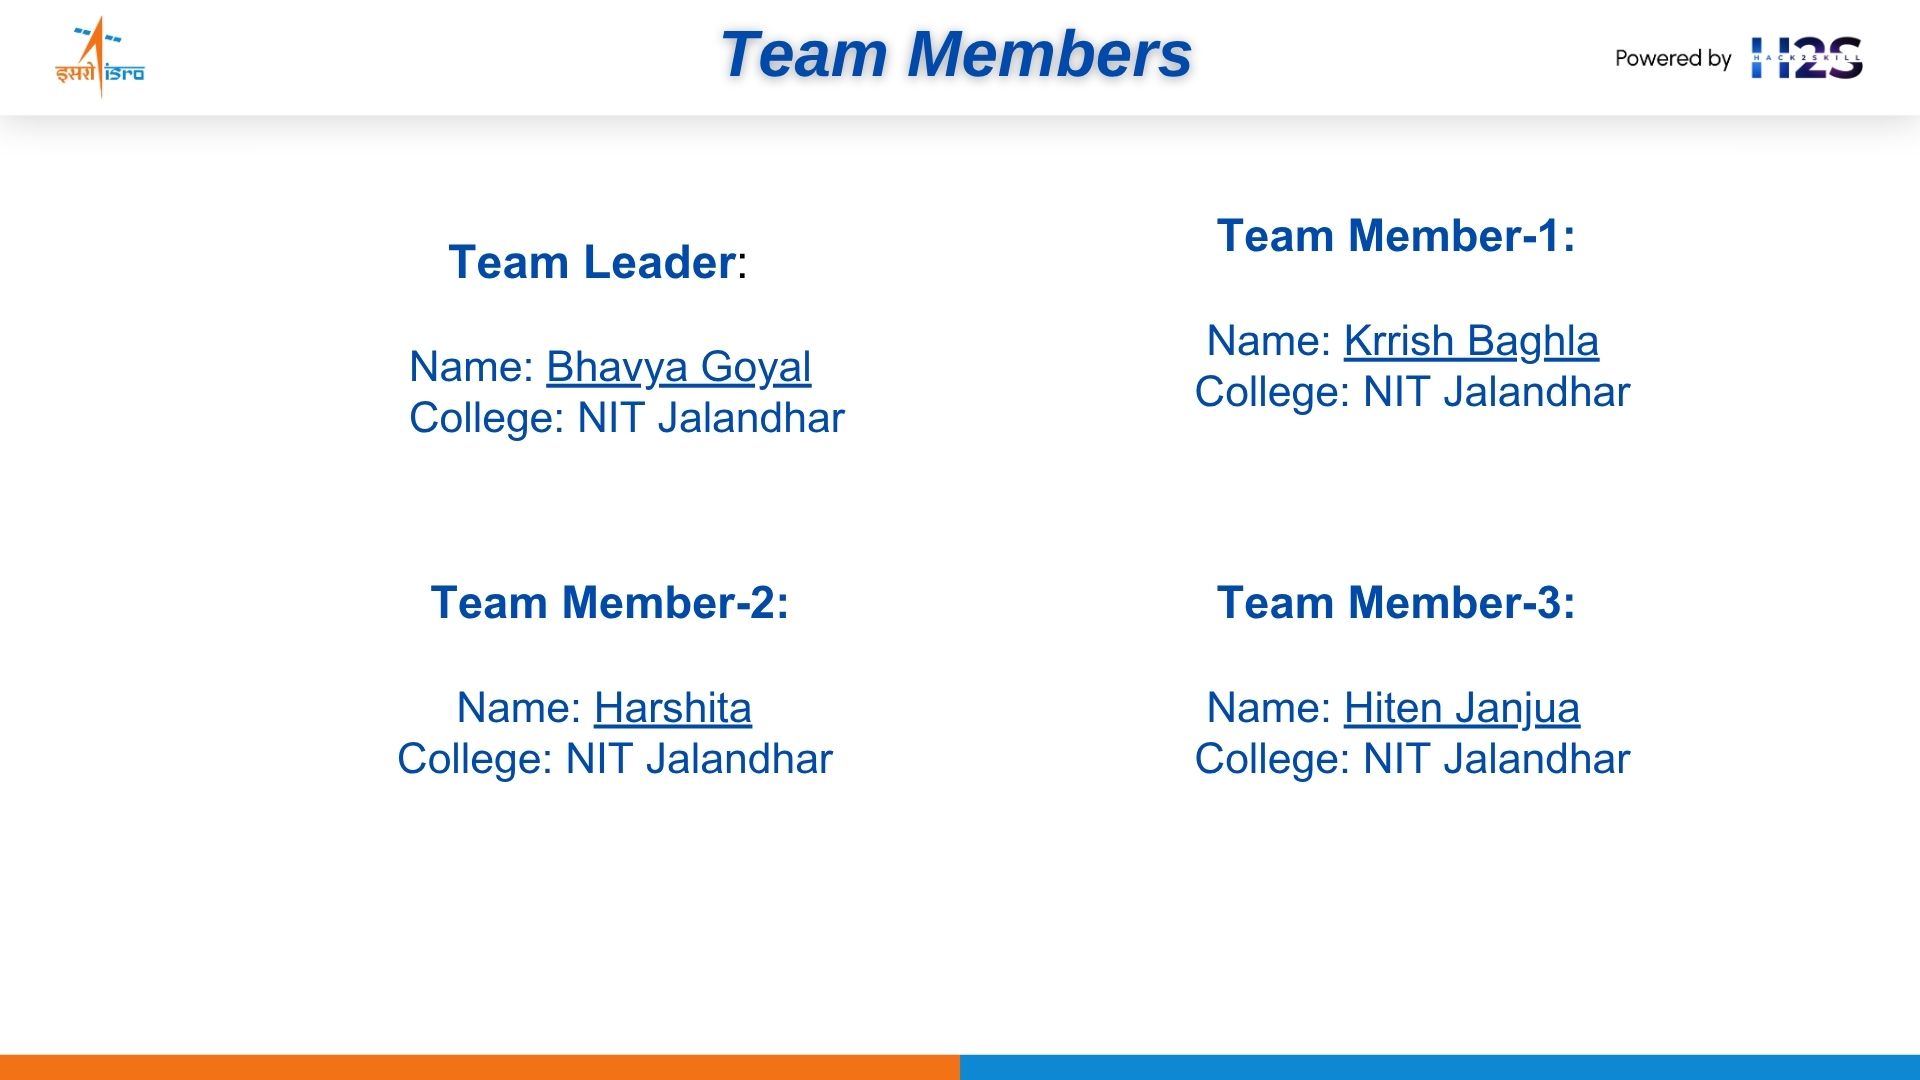 इसरो isro
Team Members
Powered by H2S
HACK2SKILL
Team Leader:
Name: Bhavya Goyal
College: NIT Jalandhar
Team Member-1:
Name: Krrish Baghla
College: NIT Jalandhar
Team Member-2:
Name: Harshita
College: NIT Jalandhar
Team Member-3:
Name: Hiten Janjua
College: NIT Jalandhar